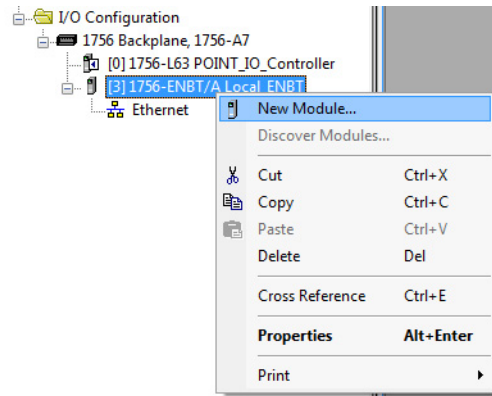 I/O Configuration
1756 Backplane, 1756-A7
[0] 1756-L63 POINT_IO_Controller
[3] 1756-ENBT/A Local_ENBT
Ethernet
New Module...
Discover Modules...
Cut Ctrl+X
Copy Ctrl+C
Paste Ctrl+V
Delete Del
Cross Reference Ctrl+E
Properties Alt+Enter
Print